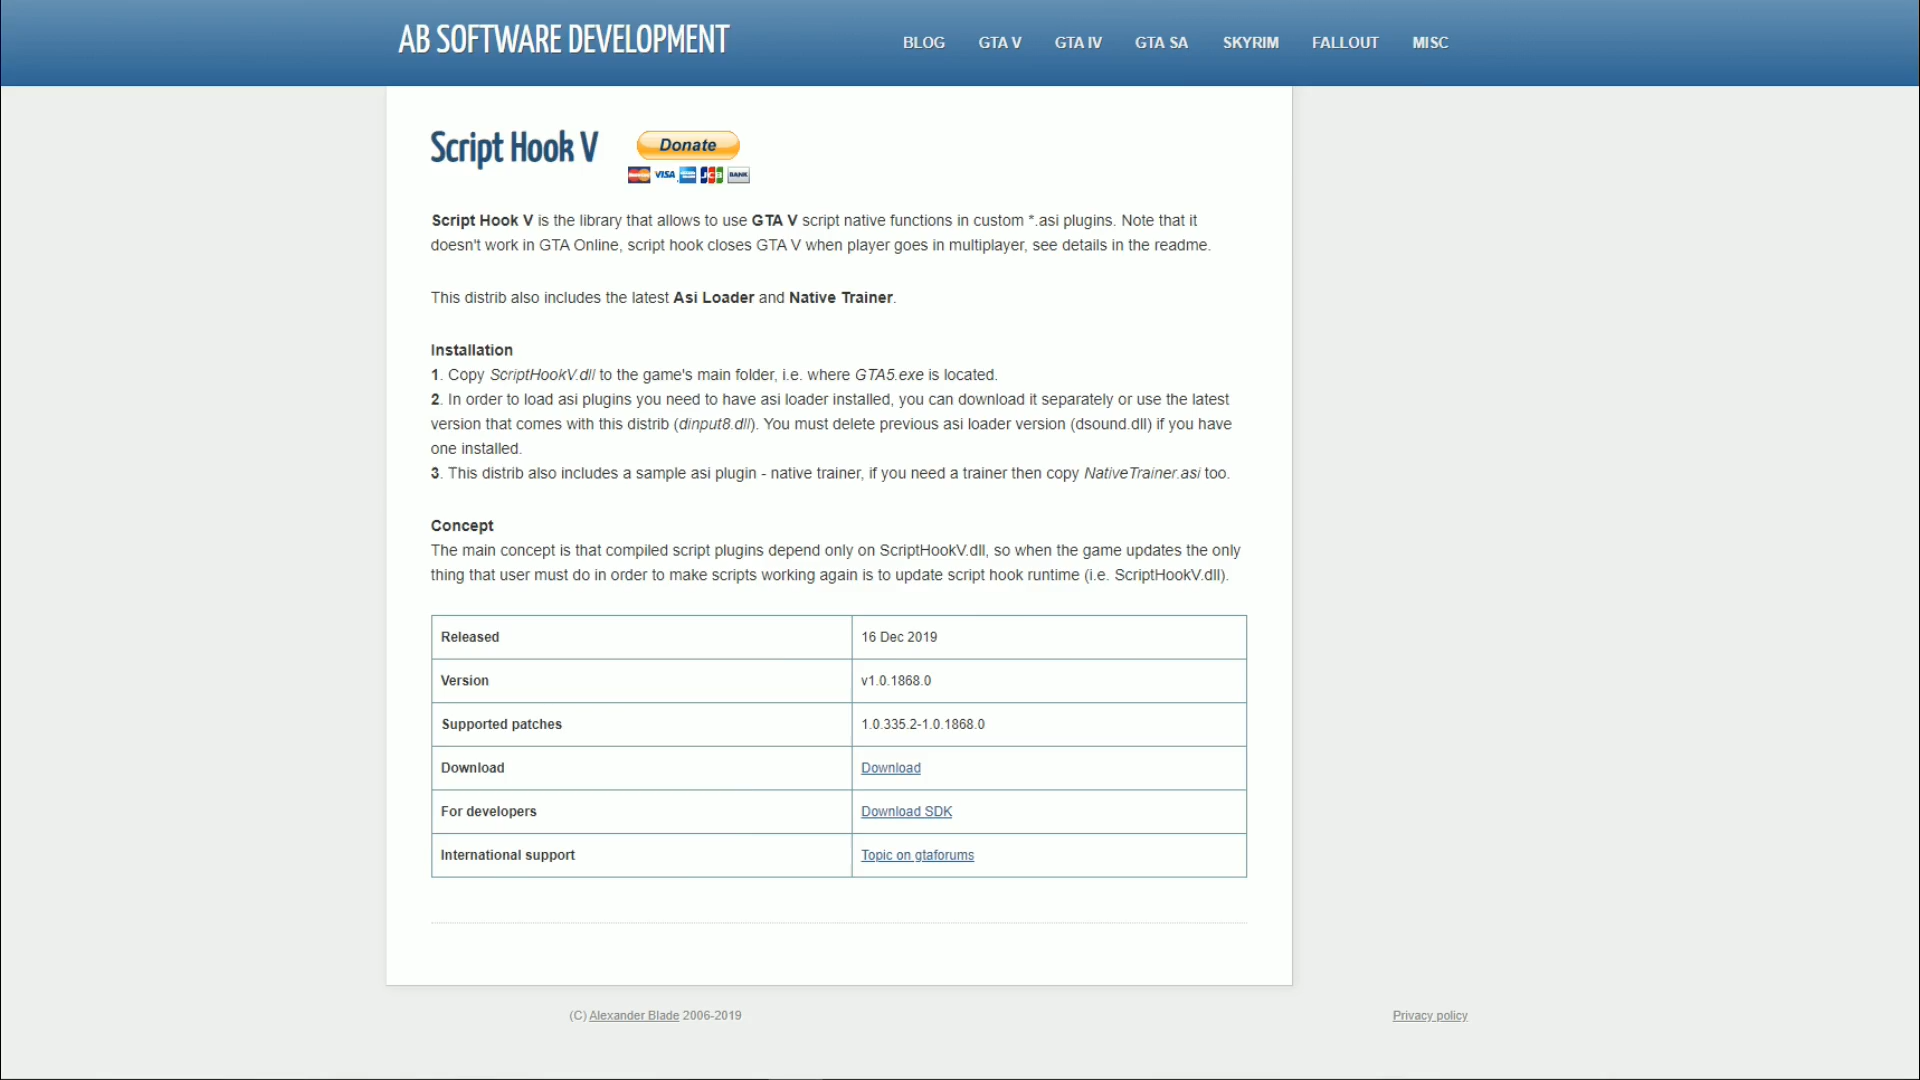 AB SOFTWARE DEVELOPMENT
BLOG GTA V GTA IV GTA SA SKYRIM FALLOUT MISC
Script Hook V
Donate
VISA JCB BANK
Script Hook V is the library that allows to use GTA V script native functions in custom *.asi plugins. Note that it
doesn't work in GTA Online, script hook closes GTA V when player goes in multiplayer, see details in the readme.
This distrib also includes the latest Asi Loader and Native Trainer.
Installation
1. Copy ScriptHookV.dll to the game's main folder, i.e. where GTA5.exe is located.
2. In order to load asi plugins you need to have asi loader installed, you can download it separately or use the latest
version that comes with this distrib (dinput8.dll). You must delete previous asi loader version (dsound.dll) if you have
one installed.
3. This distrib also includes a sample asi plugin - native trainer, if you need a trainer then copy NativeTrainer.asi too.
Concept
The main concept is that compiled script plugins depend only on ScriptHookV.dll, so when the game updates the only
thing that user must do in order to make scripts working again is to update script hook runtime (i.e. ScriptHookV.dll).
Released 16 Dec 2019
Version v1.0.1868.0
Supported patches 1.0.335.2-1.0.1868.0
Download Download
For developers Download SDK
International support Topic on gtaforums
(C) Alexander Blade 2006-2019 Privacy policy